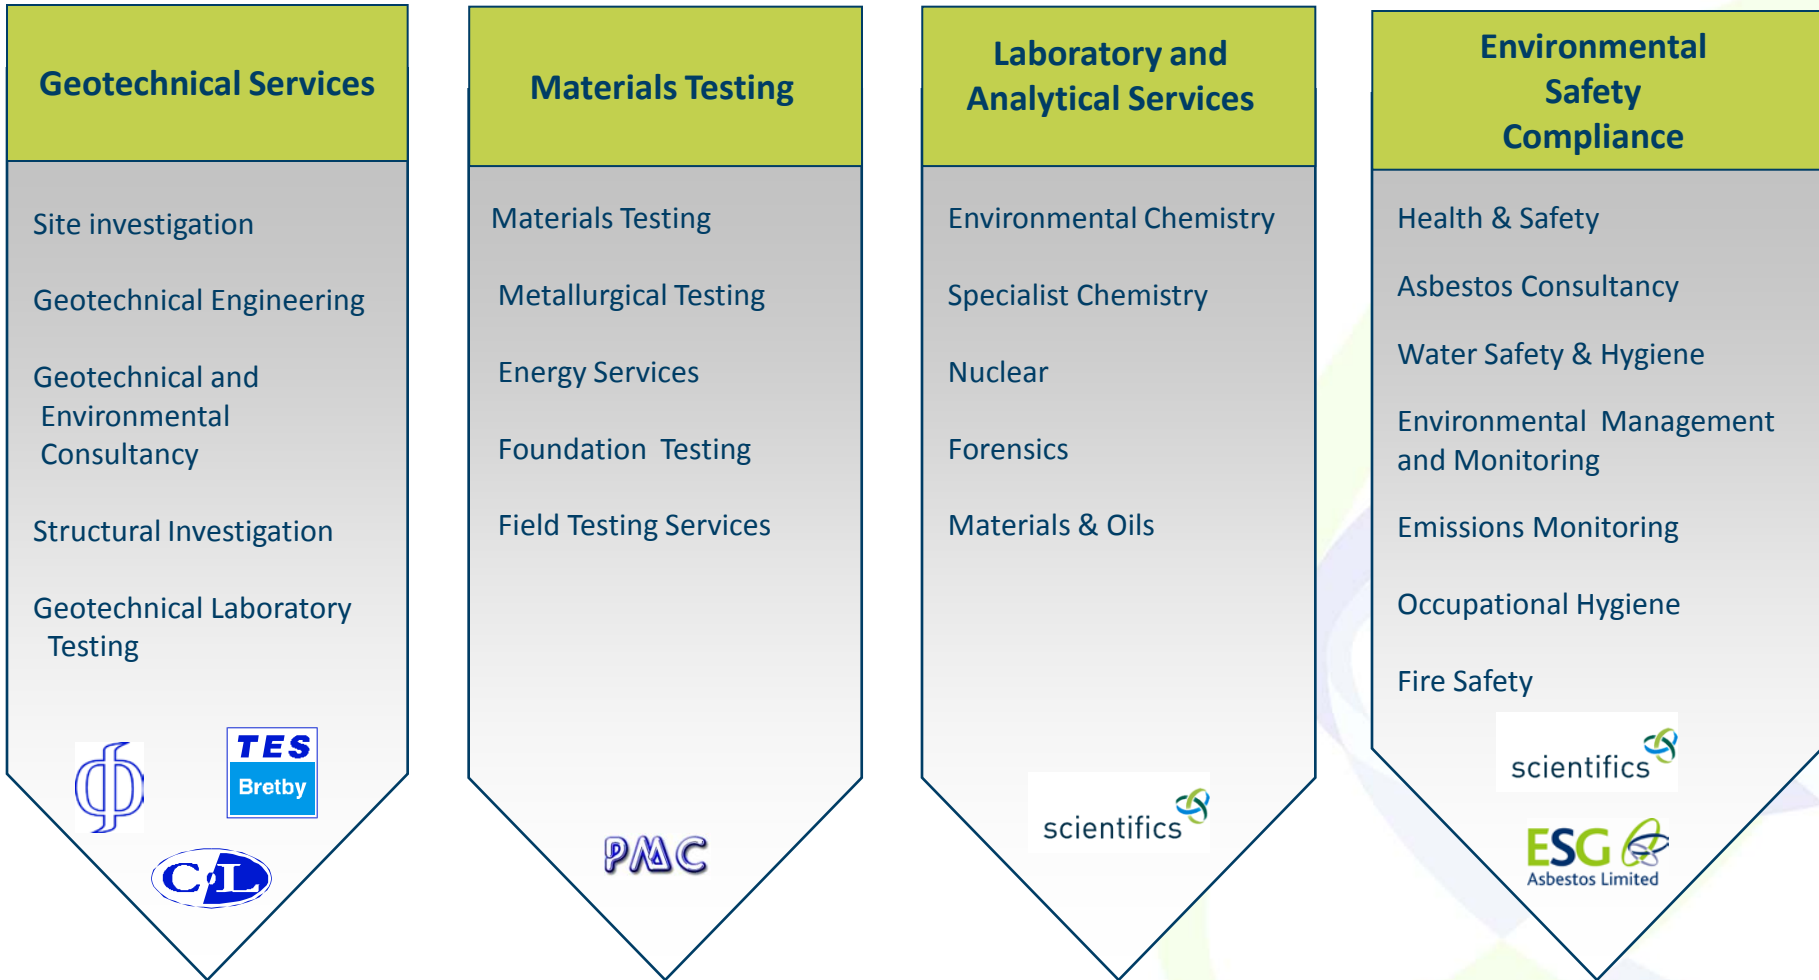 Geotechnical Services
Site investigation
Geotechnical Engineering
Geotechnical and
Environmental
Consultancy
Structural Investigation
Geotechnical Laboratory
Testing
TES
Bretby
Materials Testing
Materials Testing
Metallurgical Testing
Energy Services
Foundation Testing
Field Testing Services
PMC
Laboratory and
Analytical Services
Environmental Chemistry
Specialist Chemistry
Nuclear
Forensics
Materials & Oils
scientifics
Environmental
Safety
Compliance
Health & Safety
Asbestos Consultancy
Water Safety & Hygiene
Environmental Management
and Monitoring
Emissions Monitoring
Occupational Hygiene
Fire Safety
scientifics
ESG
Asbestos Limited